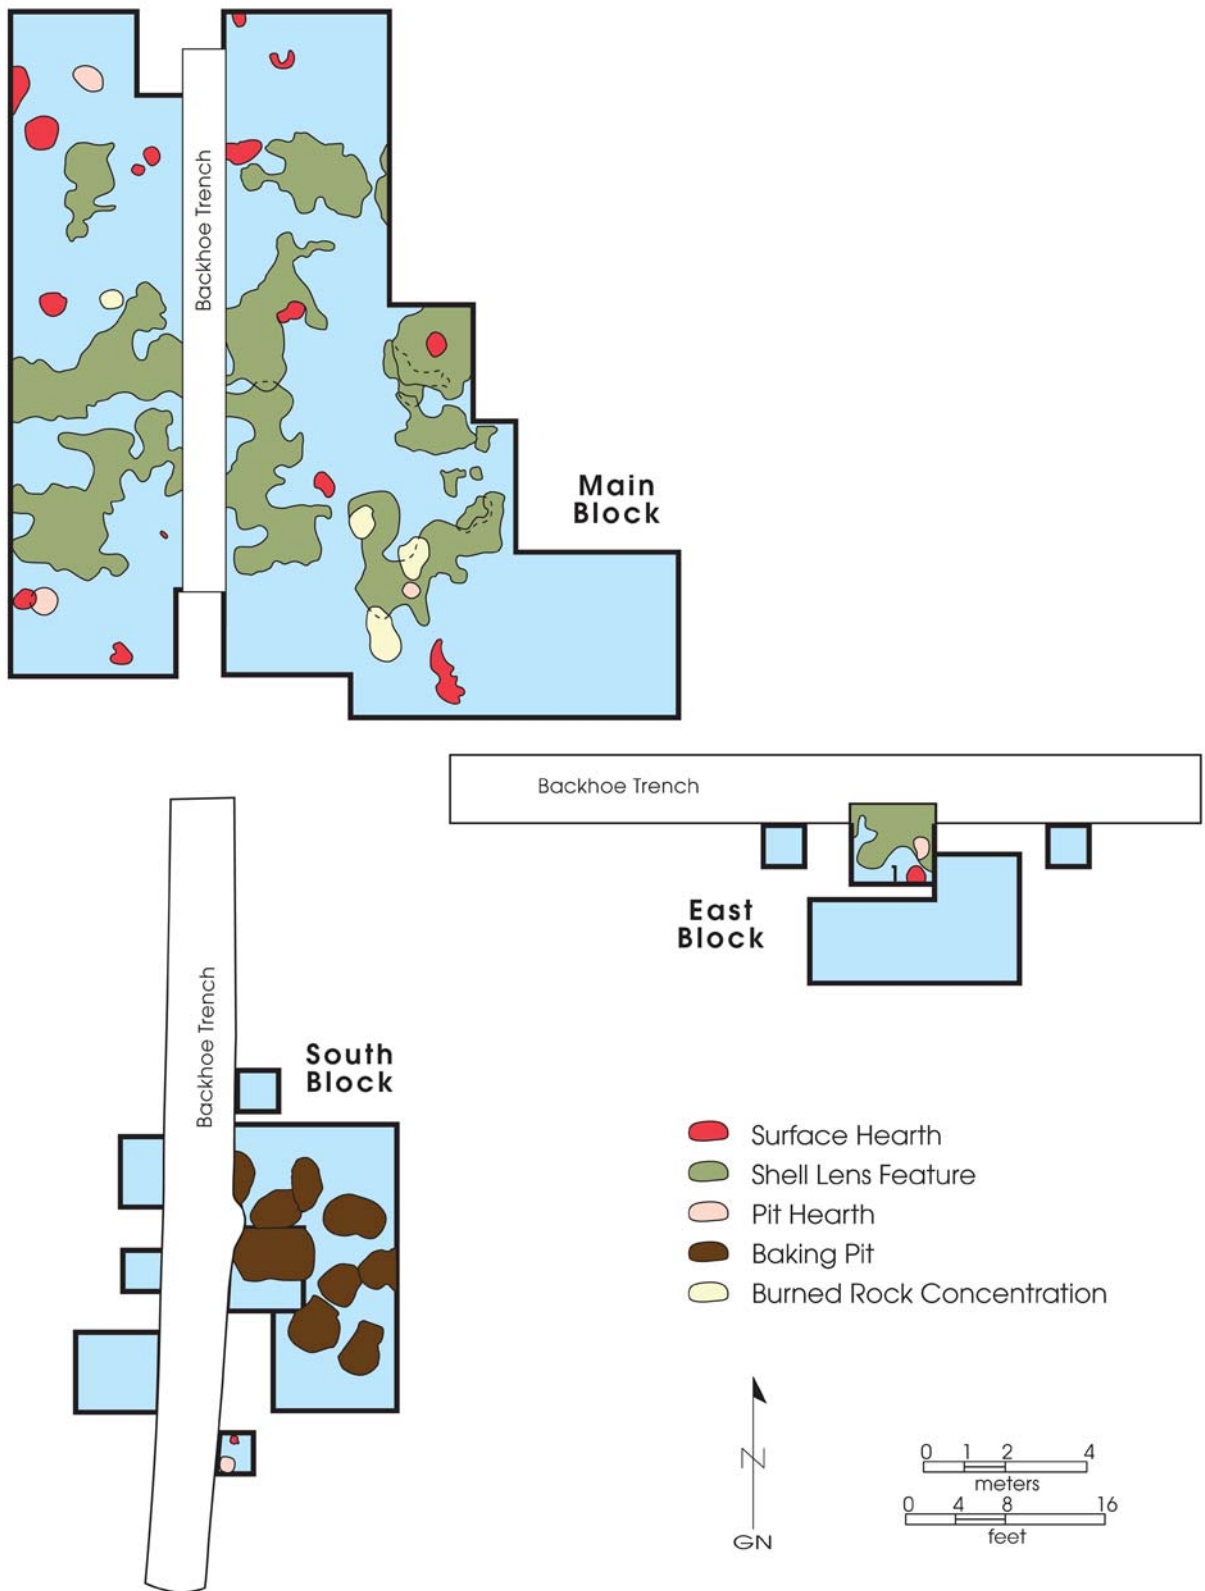 Backhoe Trench
Main
Block
Backhoe Trench
1
East
Block
Backhoe Trench
South
Block
Surface Hearth
Shell Lens Feature
Pit Hearth
Baking Pit
Burned Rock Concentration
N
GN
0 1 2 4
meters
0 4 8 16
feet